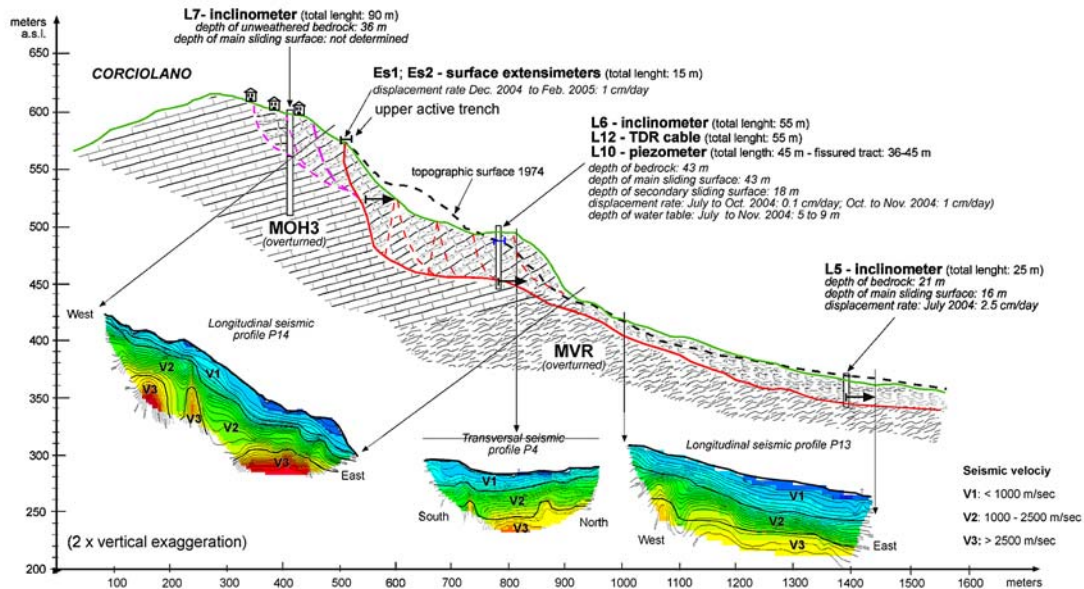 meters
a.s.l.
650
600
550
500
450
400
350
300
250
200
100
200
300
400
500
600
700
800
900
1000
1100
1200
1300
1400
1500
1600
meters
L7- inclinometer (total lenght: 90 m)
depth of unweathered bedrock: 36 m
depth of main sliding surface: not determined
CORCIOLANO
Es1; Es2 - surface extensimeters (total lenght: 15 m)
displacement rate Dec. 2004 to Feb. 2005: 1 cm/day
upper active trench
L6 - inclinometer (total lenght: 55 m)
L12 - TDR cable (total lenght: 55 m)
L10 - piezometer (total length: 45 m - fissured tract: 36-45 m)
depth of bedrock: 43 m
depth of main sliding surface: 43 m
depth of secondary sliding surface: 18 m
displacement rate: July to Oct. 2004: 0.1 cm/day; Oct. to Nov. 2004: 1 cm/day)
depth of water table: July to Nov. 2004: 5 to 9 m
topographic surface 1974
MOH3
(overturned)
L5 - inclinometer (total lenght: 25 m)
depth of bedrock: 21 m
depth of main sliding surface: 16 m
displacement rate: July 2004: 2.5 cm/day
MVR
(overturned)
West
Longitudinal seismic
profile P14
V1
V2
V3
V3
V2
V3
East
Transversal seismic
profile P4
V1
V2
V3
South
North
Longitudinal seismic profile P13
V1
V2
V3
West
East
Seismic velociy
V1: < 1000 m/sec
V2: 1000 - 2500 m/sec
V3: > 2500 m/sec
(2 x vertical exaggeration)